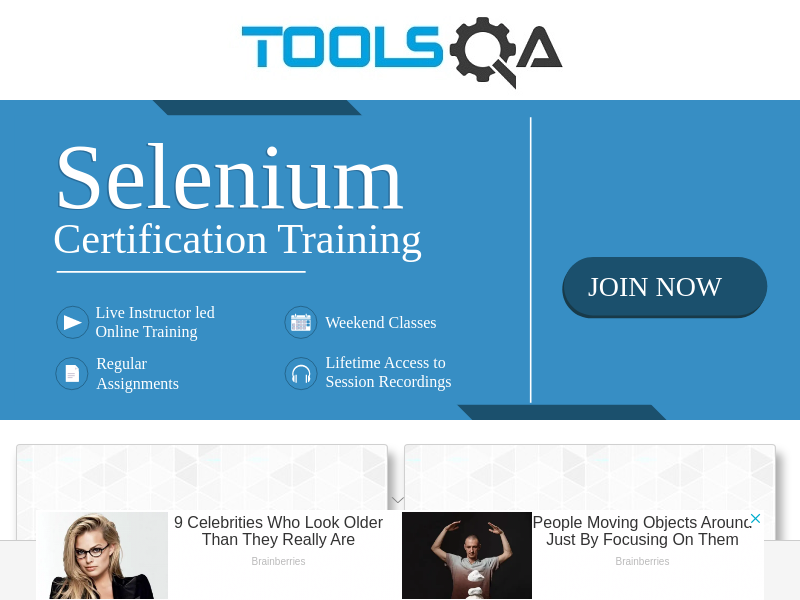 TOOLSQA
Selenium
Certification Training
JOIN NOW
Live Instructor led
Online Training
Weekend Classes
Regular
Assignments
Lifetime Access to
Session Recordings
9 Celebrities Who Look Older
Than They Really Are
Brainberries
People Moving Objects Around
Just By Focusing On Them
Brainberries